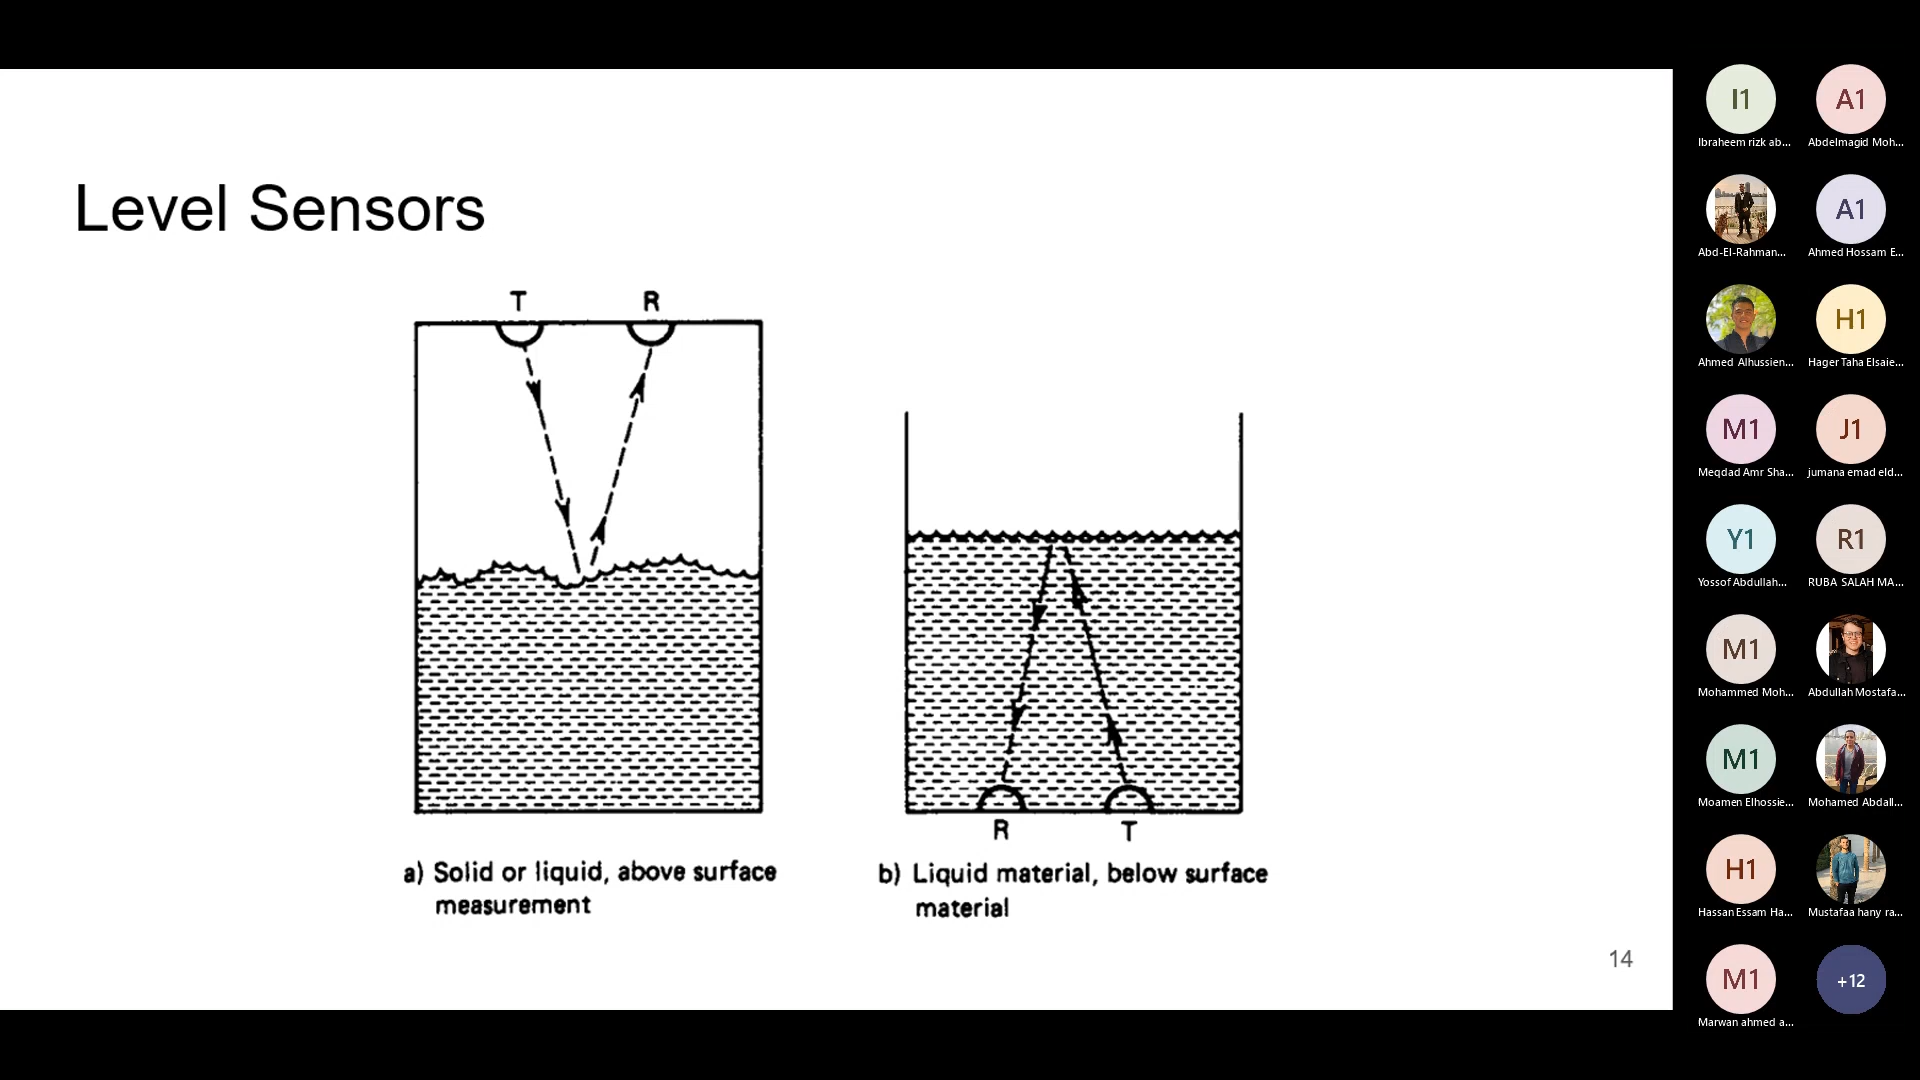 Level Sensors
T R
R T
a) Solid or liquid, above surface
measurement
b) Liquid material, below surface
material
14
I1
Ibraheem rizk ab...
A1
Abdelmagid Moh...
Abd-El-Rahman...
A1
Ahmed Hossam E...
Ahmed Alhussien...
H1
Hager Taha Elsaie...
M1
Meqdad Amr Sha...
J1
jumana emad eld...
Y1
Yossof Abdullah...
R1
RUBA SALAH MA...
M1
Mohammed Moh...
Abdullah Mostafa...
M1
Moamen Elhossie...
Mohamed Abdall...
H1
Hassan Essam Ha...
Mustafaa hany ra...
M1
Marwan ahmed a...
+12